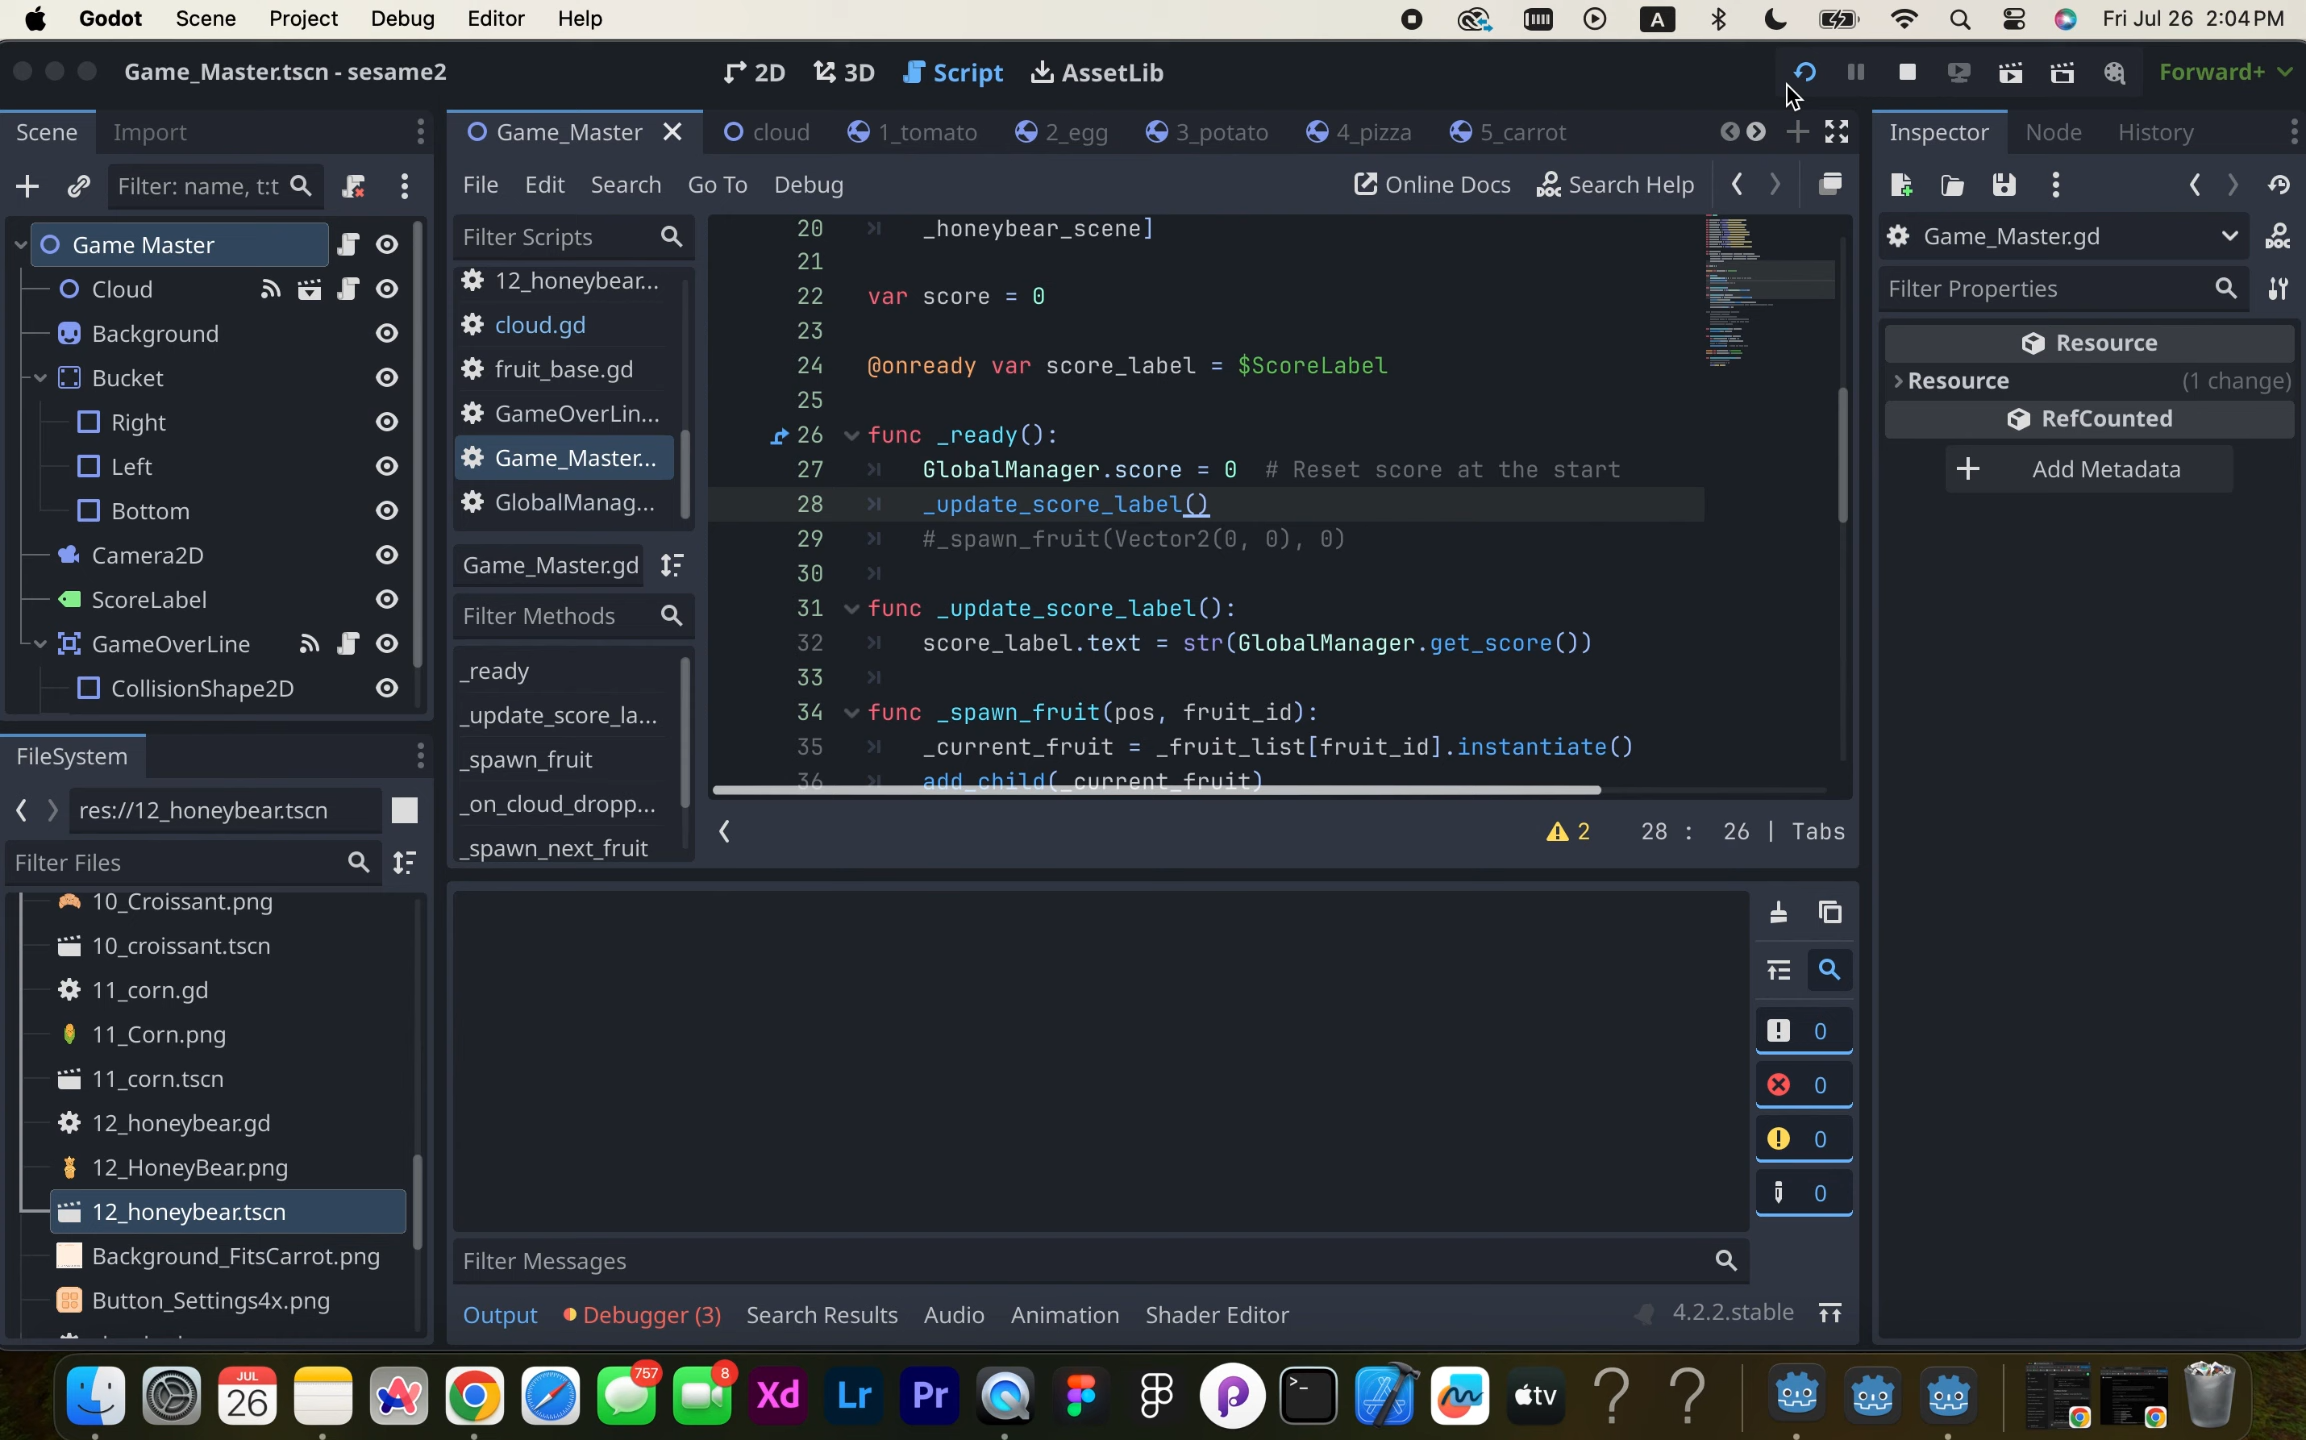 Godot Scene Project Debug Editor Help A Fri Jul 26 2:04 PM
Game_Master.tscn - sesame2 2D 3D Script AssetLib Forward+
Scene Import
Filter: name, t:t
Game Master
Cloud
Background
Bucket
Right
Left
Bottom
Camera2D
ScoreLabel
GameOverLine
CollisionShape2D
FileSystem
res://12_honeybear.tscn
Filter Files
10_Croissant.png
10_croissant.tscn
11_corn.gd
11_Corn.png
11_corn.tscn
12_honeybear.gd
12_HoneyBear.png
12_honeybear.tscn
Background_FitsCarrot.png
Button_Settings4x.png
Game_Master cloud 1_tomato 2_egg 3_potato 4_pizza 5_carrot
File Edit Search Go To Debug Online Docs Search Help
Filter Scripts
12_honeybear...
cloud.gd
fruit_base.gd
GameOverLin...
Game_Master...
GlobalManag...
Game_Master.gd
Filter Methods
_ready
_update_score_la...
_spawn_fruit
_on_cloud_dropp...
_spawn_next_fruit
20 _honeybear_scene]
21
22 var score = 0
23
24 @onready var score_label = $ScoreLabel
25
26 func _ready():
27 GlobalManager.score = 0 # Reset score at the start
28 _update_score_label()
29 #_spawn_fruit(Vector2(0, 0), 0)
30
31 func _update_score_label():
32 score_label.text = str(GlobalManager.get_score())
33
34 func _spawn_fruit(pos, fruit_id):
35 _current_fruit = _fruit_list[fruit_id].instantiate()
36 add_child(_current_fruit)
2 28 : 26 | Tabs
0
0
0
0
Filter Messages
Output Debugger (3) Search Results Audio Animation Shader Editor 4.2.2.stable
Inspector Node History
Game_Master.gd
Filter Properties
Resource
Resource (1 change)
RefCounted
Add Metadata
JUL
26
757
8
Xd
Lr
Pr
tv